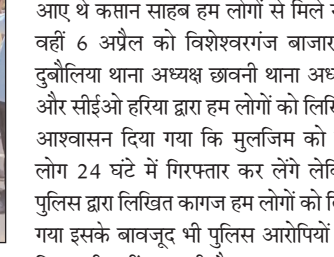 आए थे कप्तान साहब हम लोगों से मिले
वहीं 6 अप्रैल को विशेश्वरगंज बाजार
दुबौलिया थाना अध्यक्ष छावनी थाना
और सीईओ हरिया द्वारा हम लोगों को
आश्वासन दिया गया कि मुलजिम को
लोग 24 घंटे में गिरफ्तार कर लेंगे
पुलिस द्वारा लिखित कागज हम लोगों को
गया इसके बावजूद भी पुलिस आरोपियों